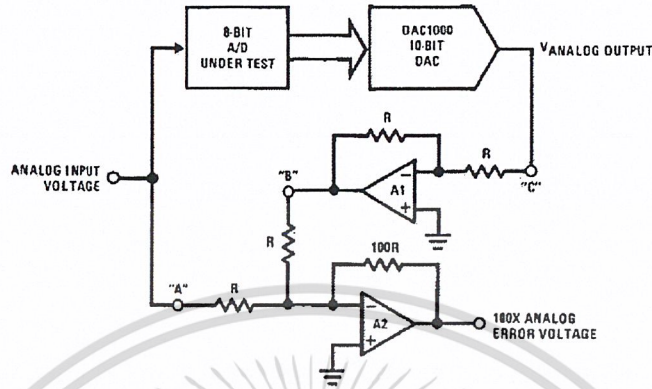 8-BIT
A/D
UNDER TEST
DAC1000
10-BIT
DAC
VANALOG OUTPUT
R
R
"C"
A1
-
+
ANALOG INPUT
VOLTAGE
"B"
R
100R
"A"
R
A2
-
+
100X ANALOG
ERROR VOLTAGE